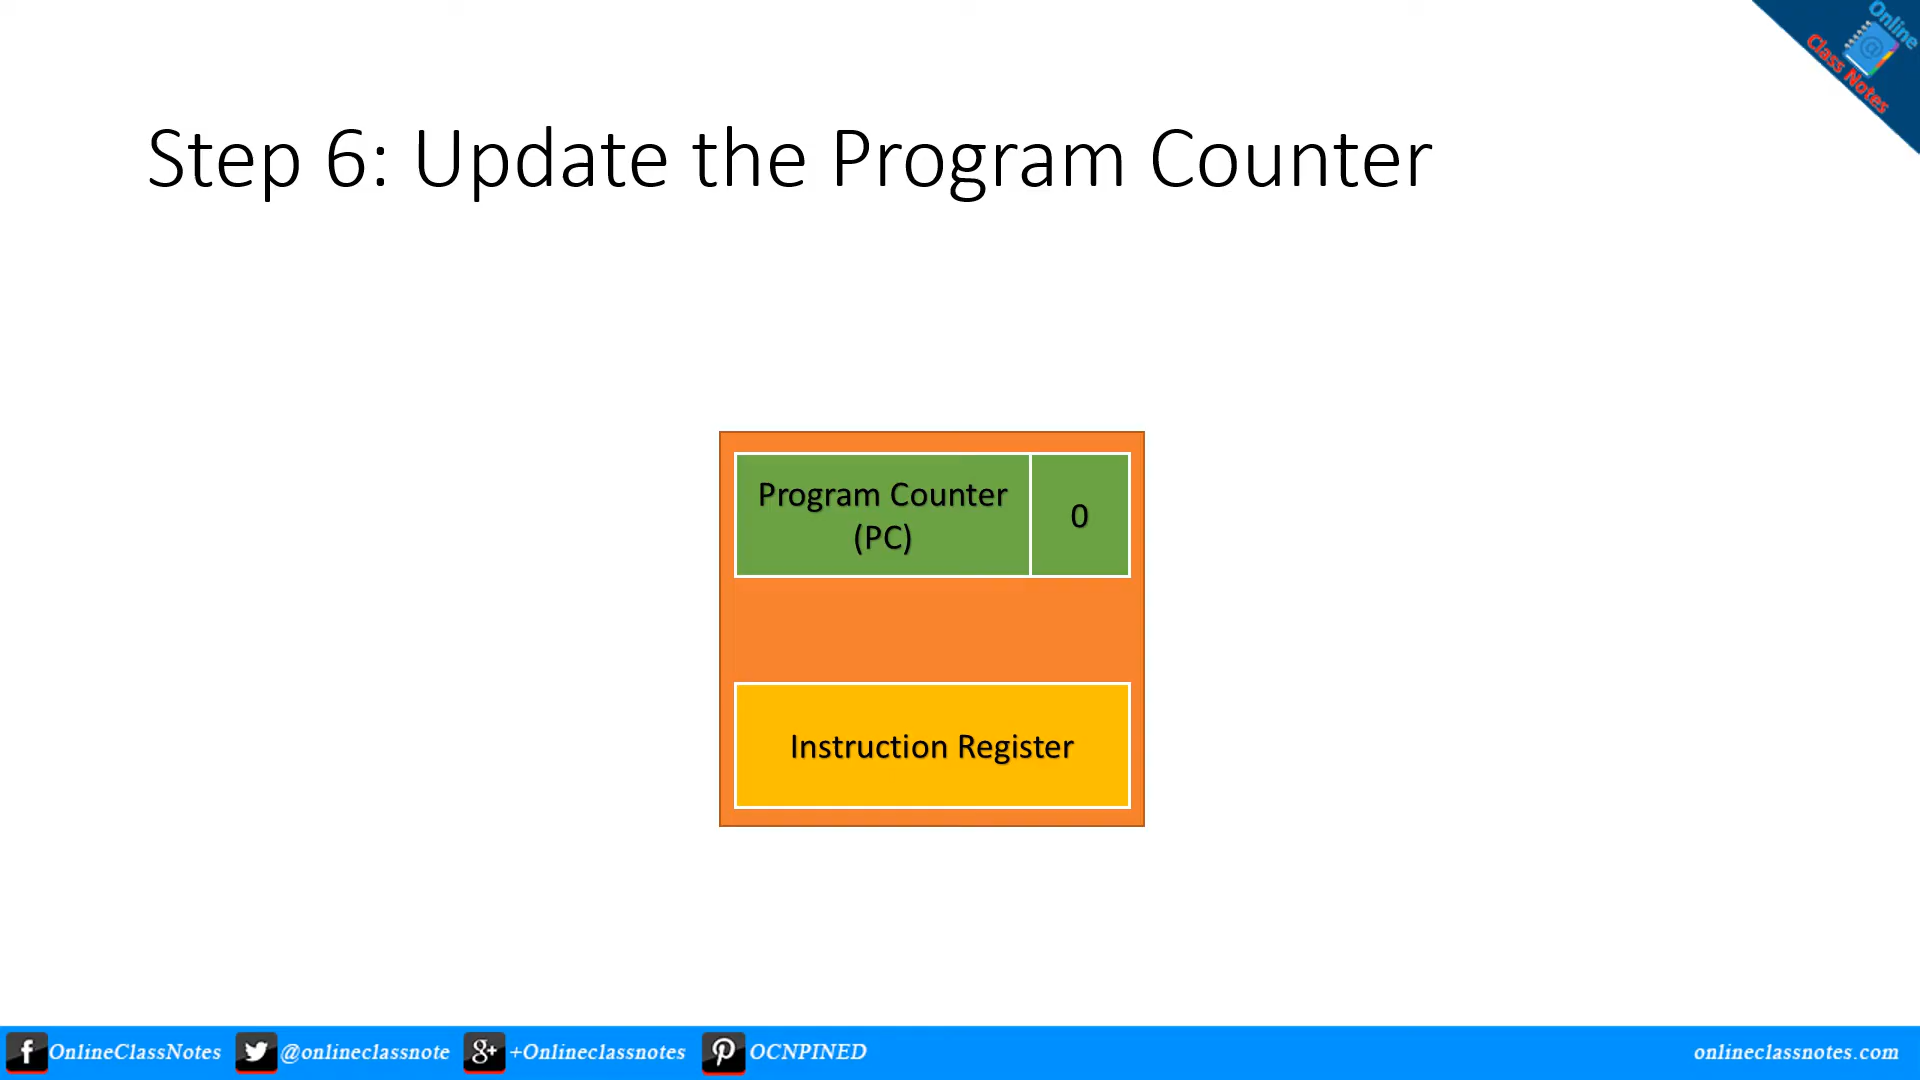 Online
Class Notes
Step 6: Update the Program Counter
Program Counter
(PC)
0
Instruction Register
f OnlineClassNotes @onlineclassnote g+ +Onlineclassnotes OCNPINED onlineclassnotes.com